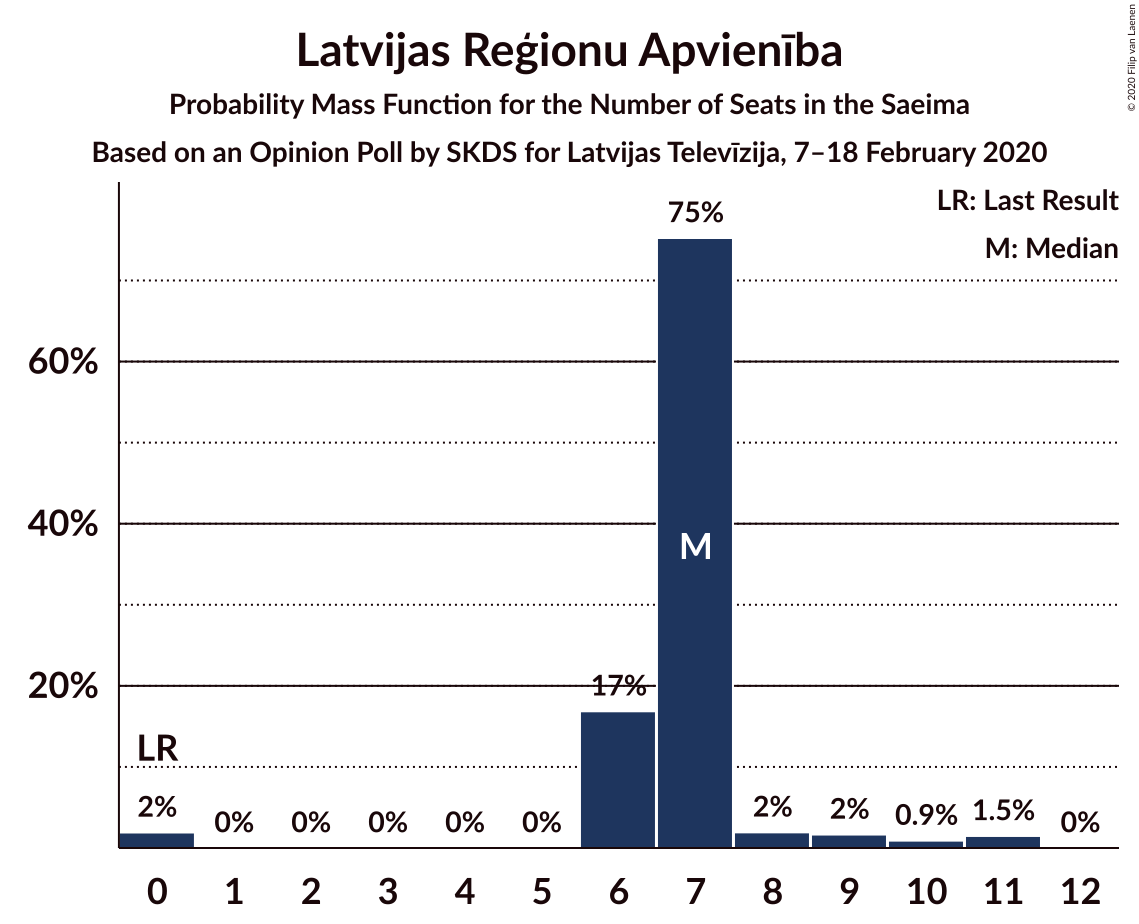 Latvijas Reģionu Apvienība
Probability Mass Function for the Number of Seats in the Saeima
Based on an Opinion Poll by SKDS for Latvijas Televīzija, 7–18 February 2020
© 2020 Filip van Laenen
LR: Last Result
M: Median
75%
60%
40%
M
20%
17%
LR
2% 0% 0% 0% 0% 0% 2% 2% 0.9% 1.5% 0%
0 1 2 3 4 5 6 7 8 9 10 11 12